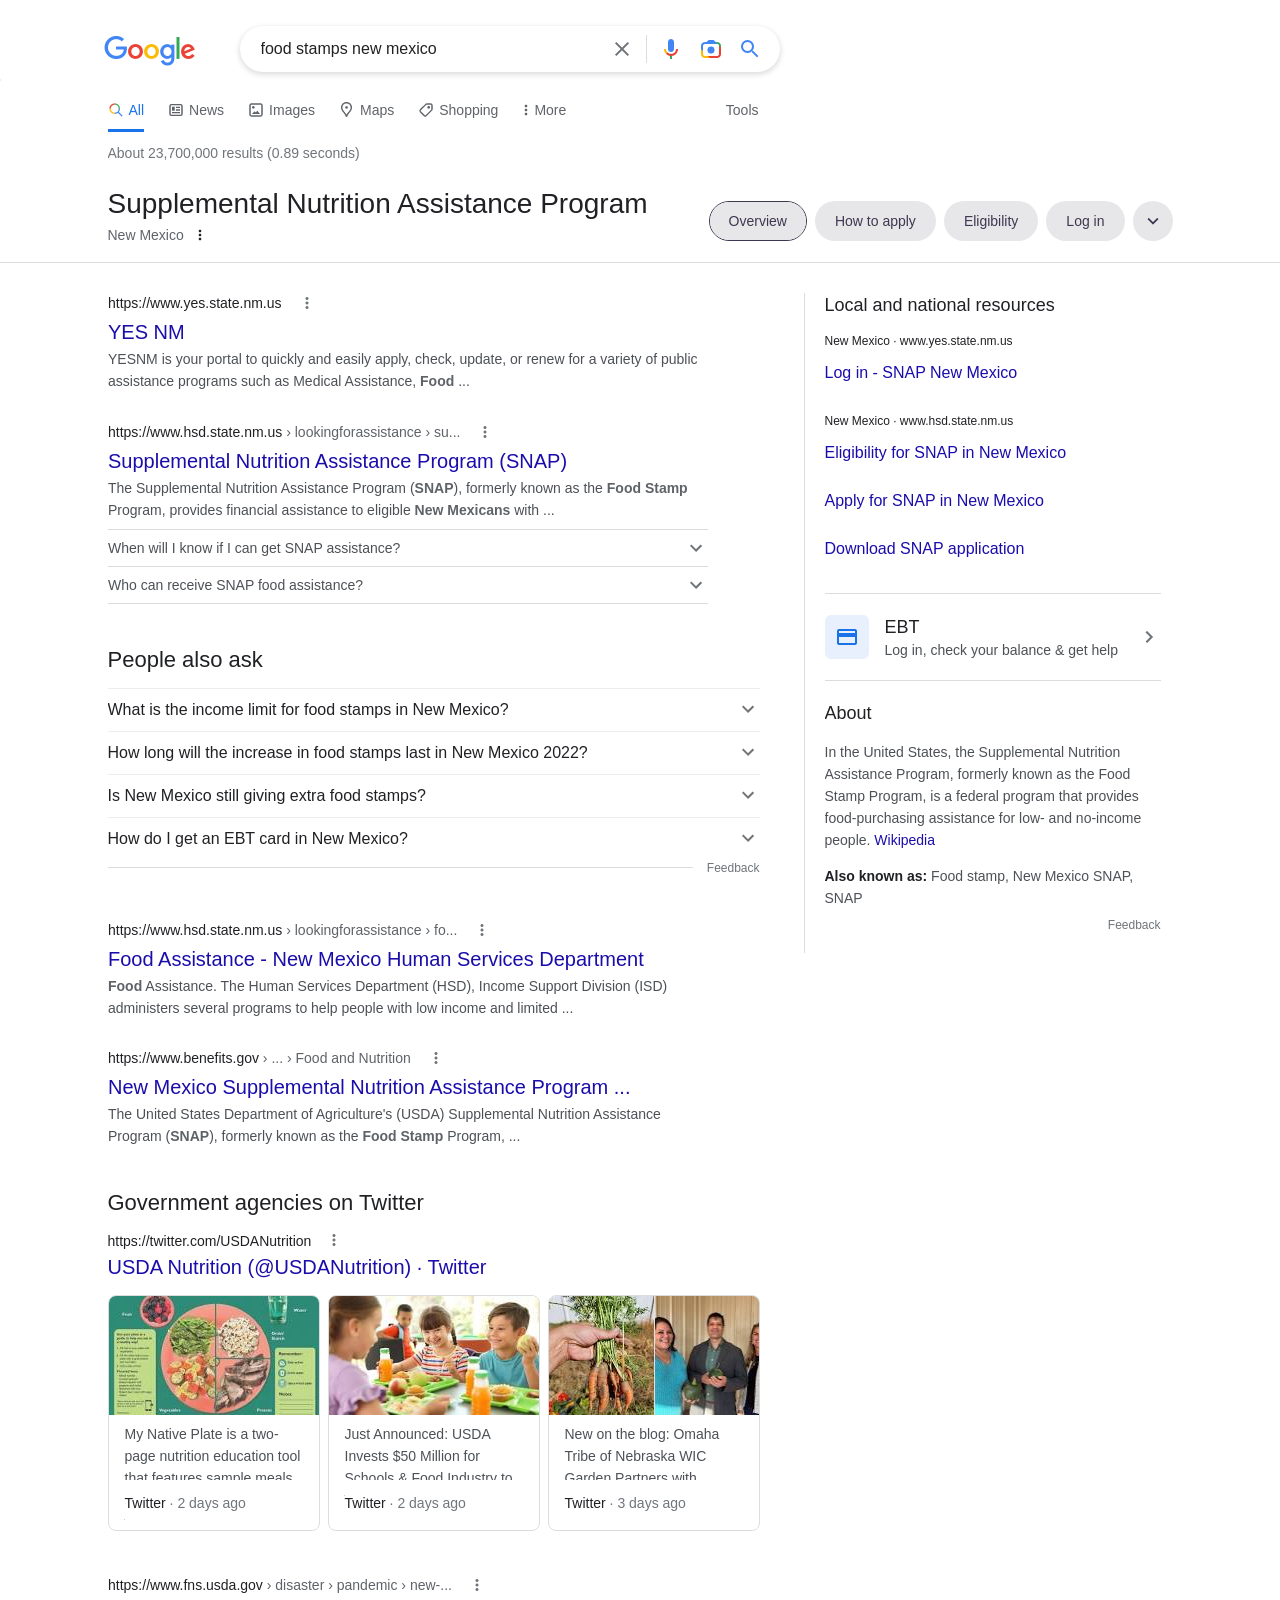 Google
food stamps new mexico
All
News
Images
Maps
Shopping
More
Tools
About 23,700,000 results (0.89 seconds)
Supplemental Nutrition Assistance Program
New Mexico
Overview
How to apply
Eligibility
Log in
https://www.yes.state.nm.us
YES NM
YESNM is your portal to quickly and easily apply, check, update, or renew for a variety of public
assistance programs such as Medical Assistance, Food ...
https://www.hsd.state.nm.us › lookingforassistance › su...
Supplemental Nutrition Assistance Program (SNAP)
The Supplemental Nutrition Assistance Program (SNAP), formerly known as the Food Stamp
Program, provides financial assistance to eligible New Mexicans with ...
When will I know if I can get SNAP assistance?
Who can receive SNAP food assistance?
People also ask
What is the income limit for food stamps in New Mexico?
How long will the increase in food stamps last in New Mexico 2022?
Is New Mexico still giving extra food stamps?
How do I get an EBT card in New Mexico?
Feedback
https://www.hsd.state.nm.us › lookingforassistance › fo...
Food Assistance - New Mexico Human Services Department
Food Assistance. The Human Services Department (HSD), Income Support Division (ISD)
administers several programs to help people with low income and limited ...
https://www.benefits.gov › ... › Food and Nutrition
New Mexico Supplemental Nutrition Assistance Program ...
The United States Department of Agriculture's (USDA) Supplemental Nutrition Assistance
Program (SNAP), formerly known as the Food Stamp Program, ...
Government agencies on Twitter
https://twitter.com/USDANutrition
USDA Nutrition (@USDANutrition) · Twitter
Fruit
Water
Vegetables
Protein
Remember:
Notes:
My Native Plate is a two-
page nutrition education tool
that features sample meals
Twitter · 2 days ago
Just Announced: USDA
Invests $50 Million for
Schools & Food Industry to
Twitter · 2 days ago
New on the blog: Omaha
Tribe of Nebraska WIC
Garden Partners with
Twitter · 3 days ago
https://www.fns.usda.gov › disaster › pandemic › new-...
Local and national resources
New Mexico · www.yes.state.nm.us
Log in - SNAP New Mexico
New Mexico · www.hsd.state.nm.us
Eligibility for SNAP in New Mexico
Apply for SNAP in New Mexico
Download SNAP application
EBT
Log in, check your balance & get help
About
In the United States, the Supplemental Nutrition
Assistance Program, formerly known as the Food
Stamp Program, is a federal program that provides
food-purchasing assistance for low- and no-income
people. Wikipedia
Also known as: Food stamp, New Mexico SNAP,
SNAP
Feedback